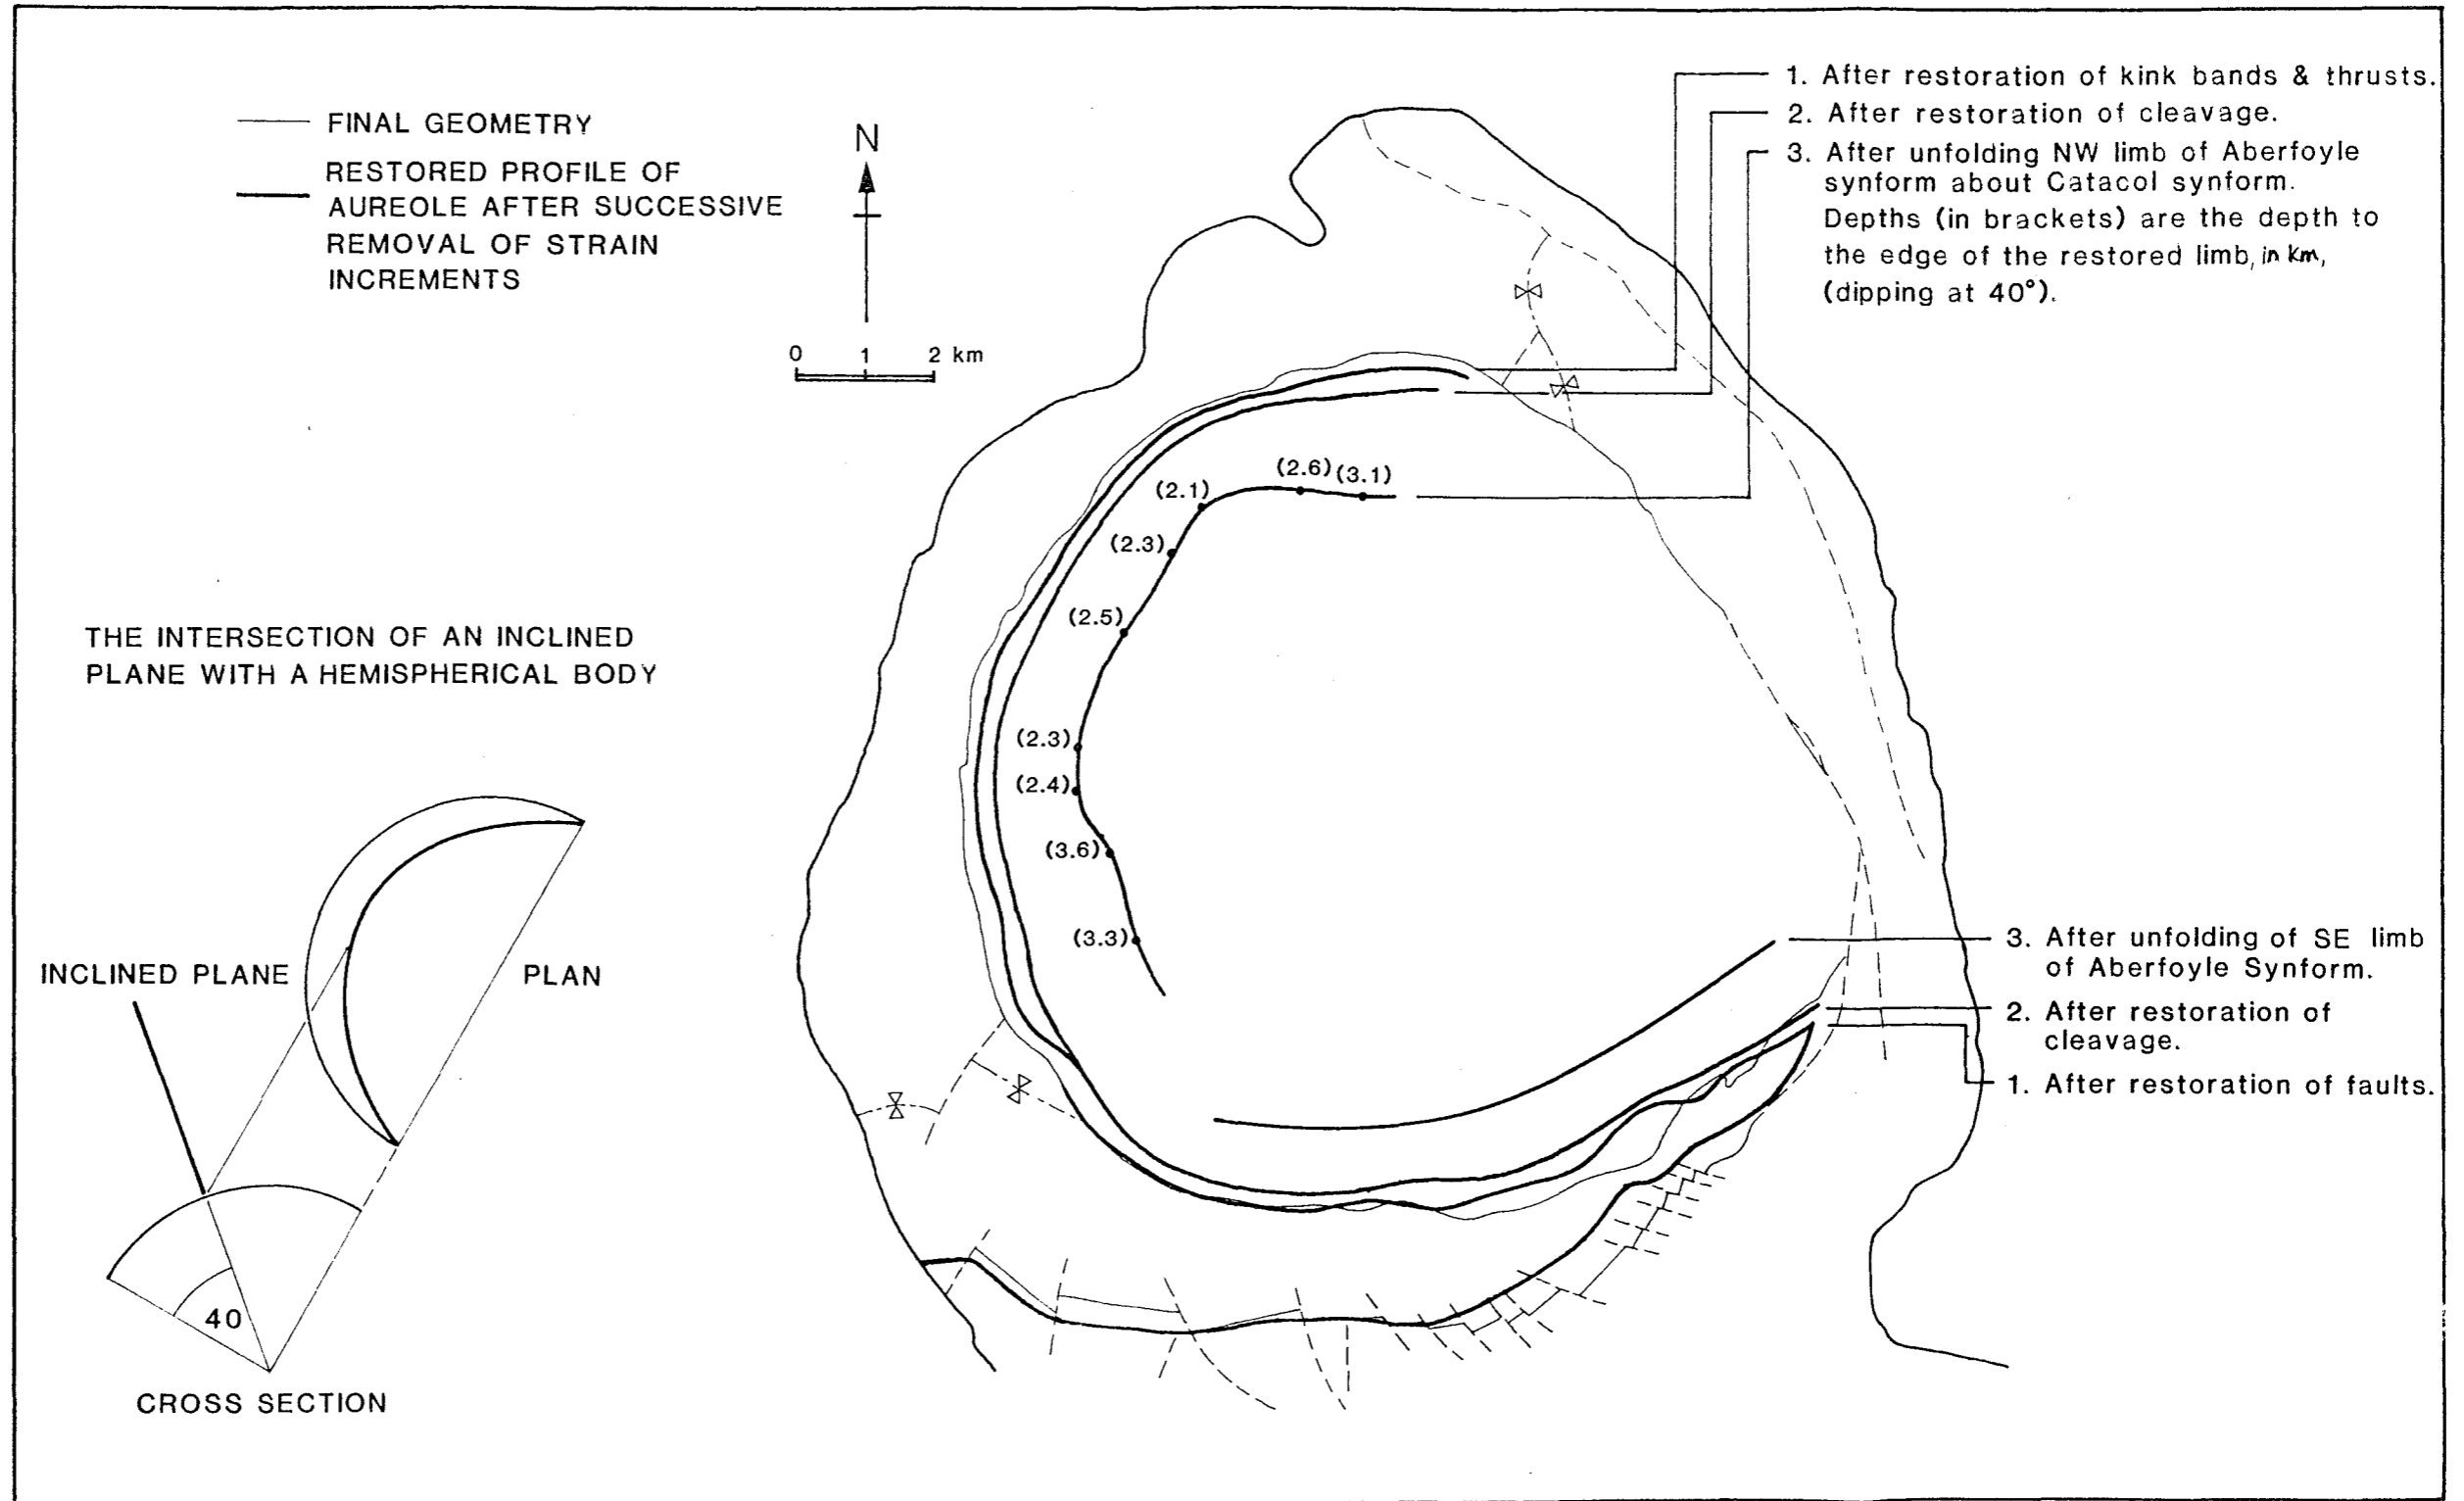 FINAL GEOMETRY
RESTORED PROFILE OF
AUREOLE AFTER SUCCESSIVE
REMOVAL OF STRAIN
INCREMENTS
N
0 1 2 km
1. After restoration of kink bands & thrusts.
2. After restoration of cleavage.
3. After unfolding NW limb of Aberfoyle
synform about Catacol synform.
Depths (in brackets) are the depth to
the edge of the restored limb, in km,
(dipping at 40°).
(2.6) (3.1)
(2.1)
(2.3)
(2.5)
(2.3)
(2.4)
(3.6)
(3.3)
THE INTERSECTION OF AN INCLINED
PLANE WITH A HEMISPHERICAL BODY
INCLINED PLANE
PLAN
40
CROSS SECTION
3. After unfolding of SE limb
of Aberfoyle Synform.
2. After restoration of
cleavage.
1. After restoration of faults.